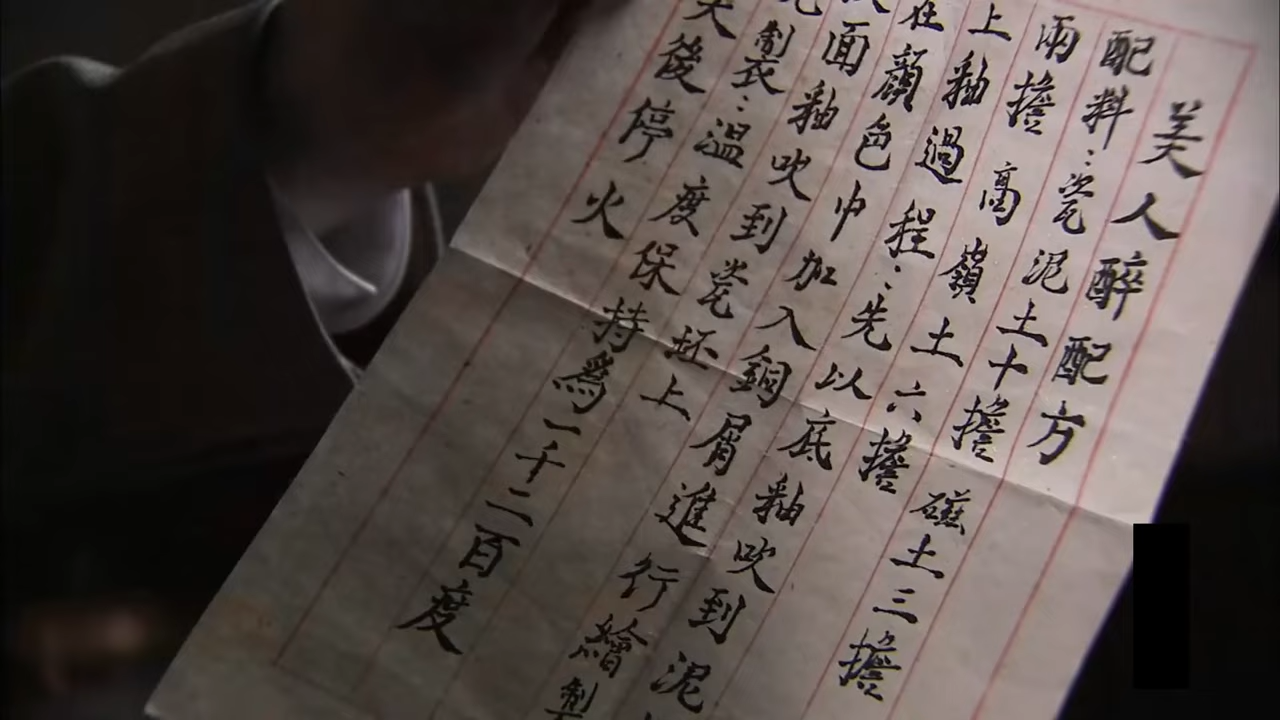 美人醉配方
配料：瓷泥土十擔 磁土三擔
兩擔 高嶺土六擔
上釉過程：先以底釉吹到泥
在顏色中加入銅屑進行繪製
面釉吹到瓷坯上
製：溫度保持為一千二百度
天後停火